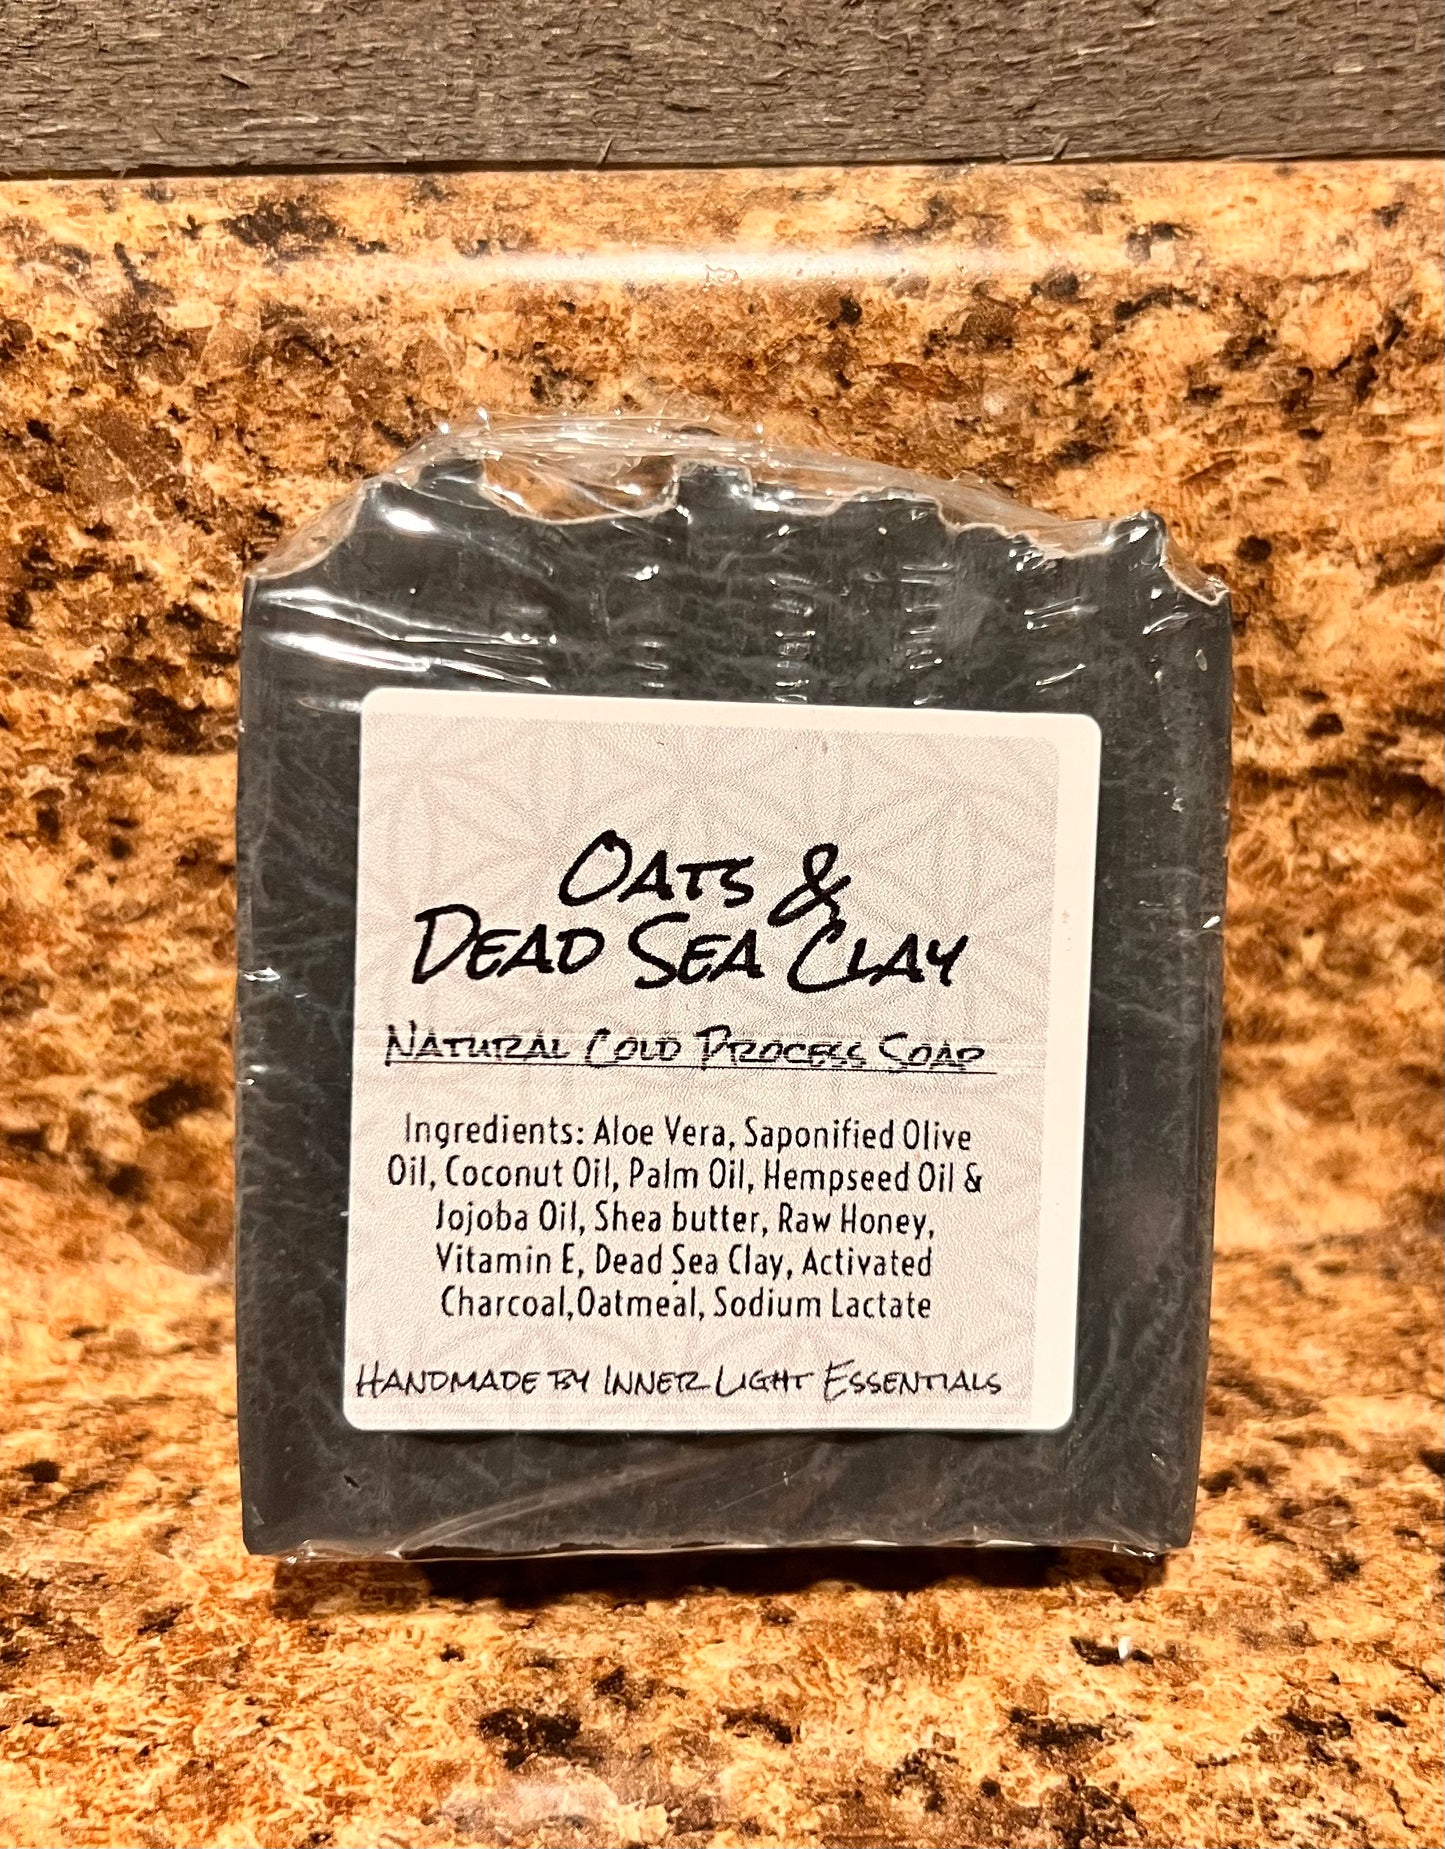 Oats &
Dead Sea Clay
Natural Cold Process Soap
Ingredients: Aloe Vera, Saponified Olive
Oil, Coconut Oil, Palm Oil, Hempseed Oil &
Jojoba Oil, Shea butter, Raw Honey,
Vitamin E, Dead Sea Clay, Activated
Charcoal,Oatmeal, Sodium Lactate
Handmade by Inner Light Essentials